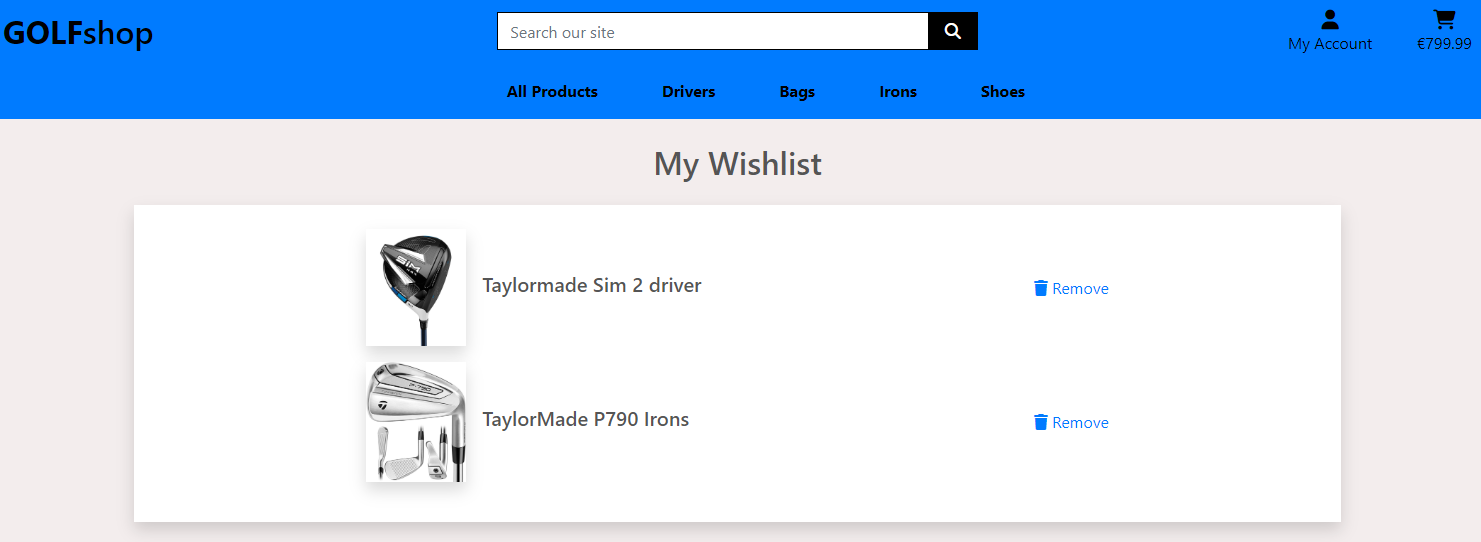 GOLFshop
Search our site
My Account
€799.99
All Products Drivers Bags Irons Shoes
My Wishlist
SIM
Taylormade Sim 2 driver
Remove
P·790
TaylorMade P790 Irons
Remove